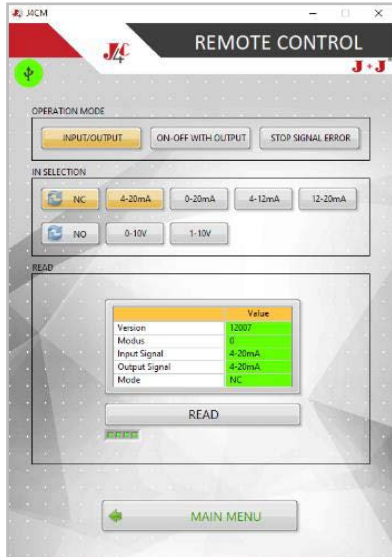 J4CM
J4C
REMOTE CONTROL
J+J
OPERATION MODE
INPUT/OUTPUT ON-OFF WITH OUTPUT STOP SIGNAL ERROR
IN SELECTION
NC 4-20mA 0-20mA 4-12mA 12-20mA
NO 0-10V 1-10V
READ
Value
Version 12007
Modus 0
Input Signal 4-20mA
Output Signal 4-20mA
Mode NC
READ
MAIN MENU